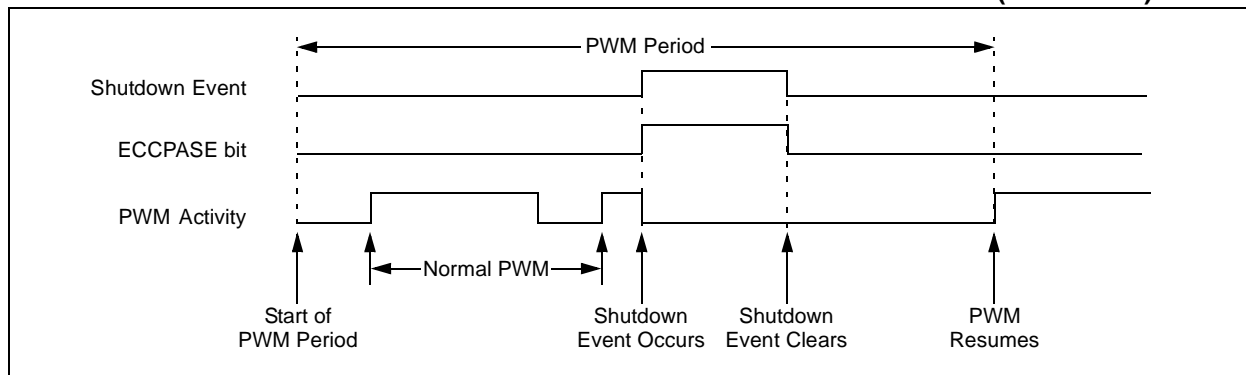 PWM Period
Shutdown Event
ECCPASE bit
PWM Activity
Normal PWM
Start of
PWM Period
Shutdown
Event Occurs
Shutdown
Event Clears
PWM
Resumes